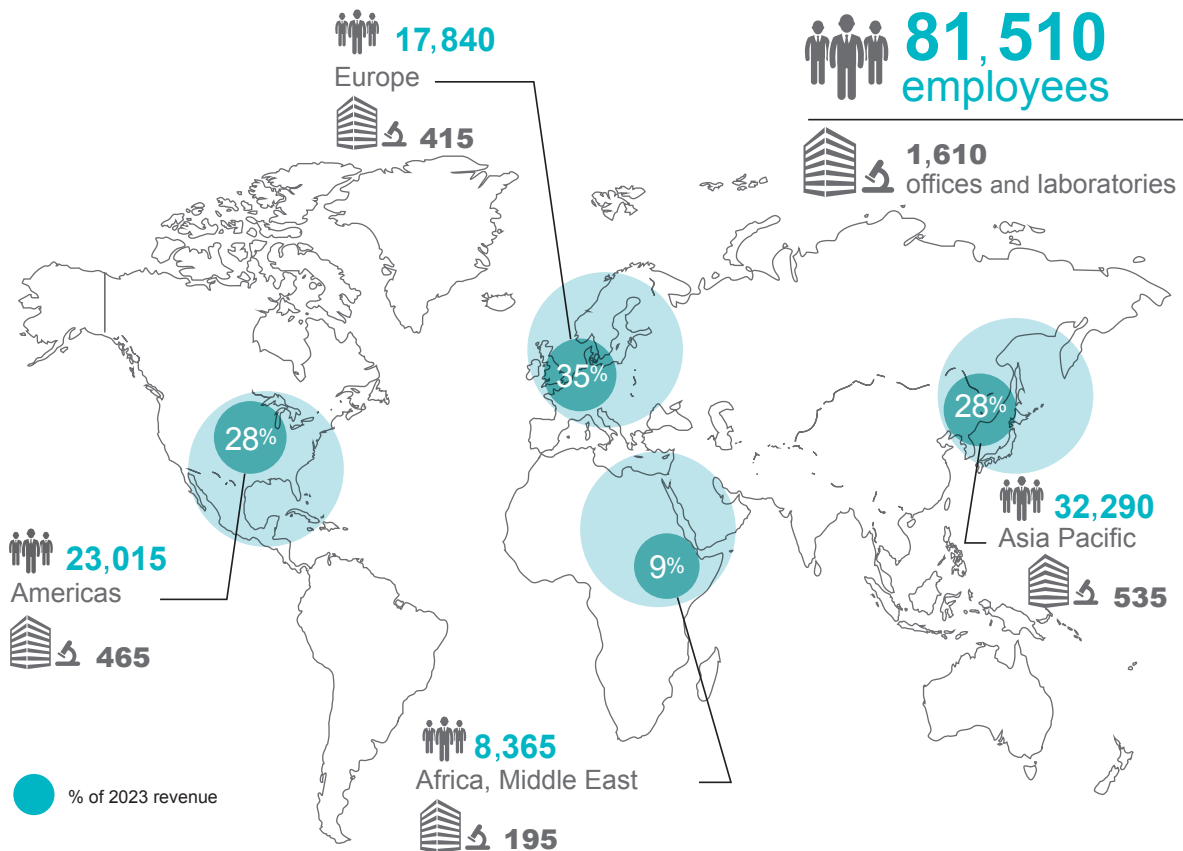 17,840
Europe
415
81,510
employees
1,610
offices and laboratories
35%
28%
28%
32,290
Asia Pacific
535
23,015
Americas
465
9%
8,365
Africa, Middle East
195
% of 2023 revenue